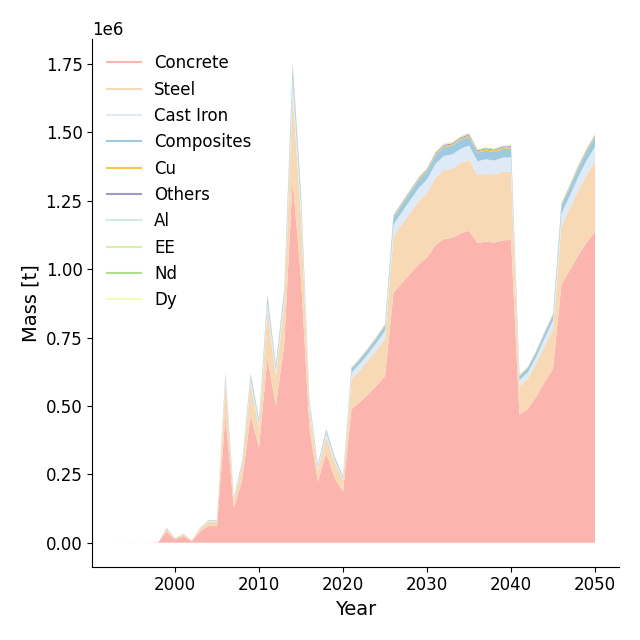 1e6
1.75
1.50
1.25
1.00
0.75
0.50
0.25
0.00
Mass [t]
Concrete
Steel
Cast Iron
Composites
Cu
Others
Al
EE
Nd
Dy
2000 2010 2020 2030 2040 2050
Year